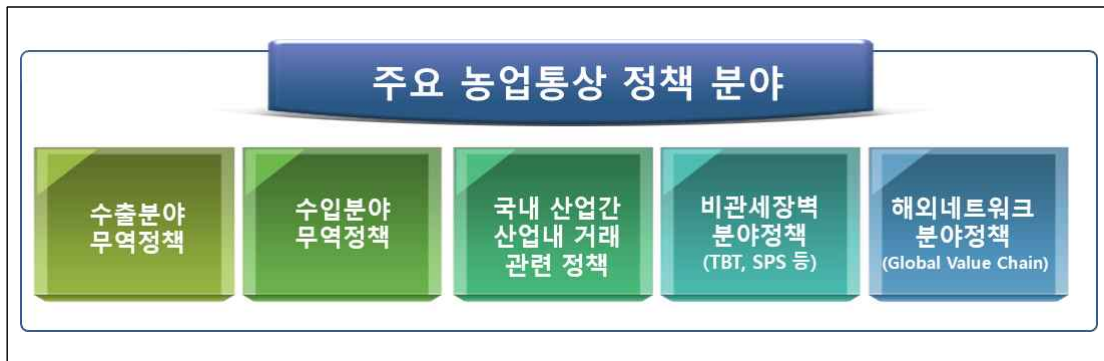 주요 농업통상 정책 분야
수출분야
무역정책
수입분야
무역정책
국내 산업간
산업내 거래
관련 정책
비관세장벽
분야정책
(TBT, SPS 등)
해외네트워크
분야정책
(Global Value Chain)